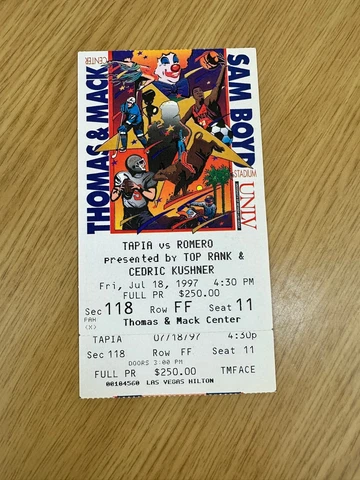 THOMAS & MACK
CENTER
SAM BOYD
STADIUM
UNLV
TAPIA vs ROMERO
presented by TOP RANK &
CEDRIC KUSHNER
Fri, Jul 18, 1997 4:30 PM
FULL PR $250.00
Sec 118 Row FF Seat 11
PAH
(X) Thomas & Mack Center
TAPIA 07/18/97 4:30p
Sec 118 Row FF Seat 11
DOORS 3:00 PM
FULL PR $250.00 TMFACE
00104560 LAS VEGAS HILTON